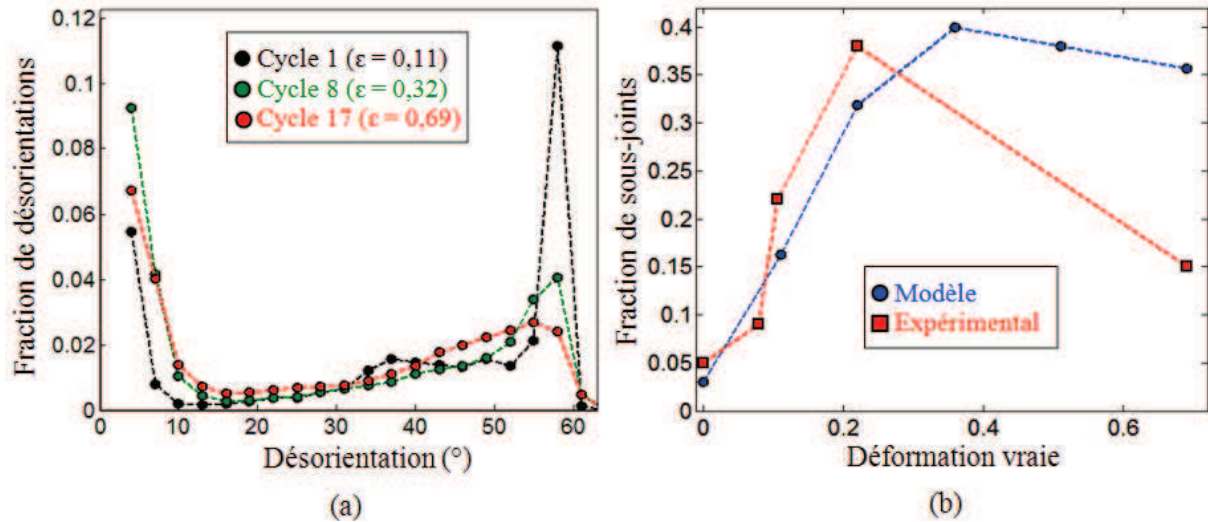 0.12
0.1
0.08
0.06
0.04
0.02
0
Fraction de désorientations
Cycle 1 (ε = 0,11)
Cycle 8 (ε = 0,32)
Cycle 17 (ε = 0,69)
0 10 20 30 40 50 60
Désorientation (°)
(a)
0.4
0.35
0.3
0.25
0.2
0.15
0.1
0.05
0
Fraction de sous-joints
Modèle
Expérimental
0 0.2 0.4 0.6
Déformation vraie
(b)